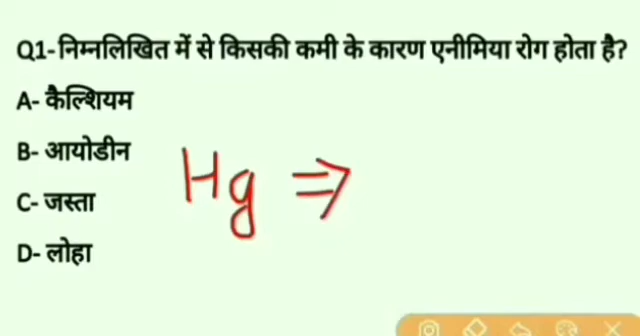 Q1-निम्नलिखित में से किसकी कमी के कारण एनीमिया रोग होता है?
A- कैल्शियम
B- आयोडीन
Hg ⇒
C- जस्ता
D- लोहा